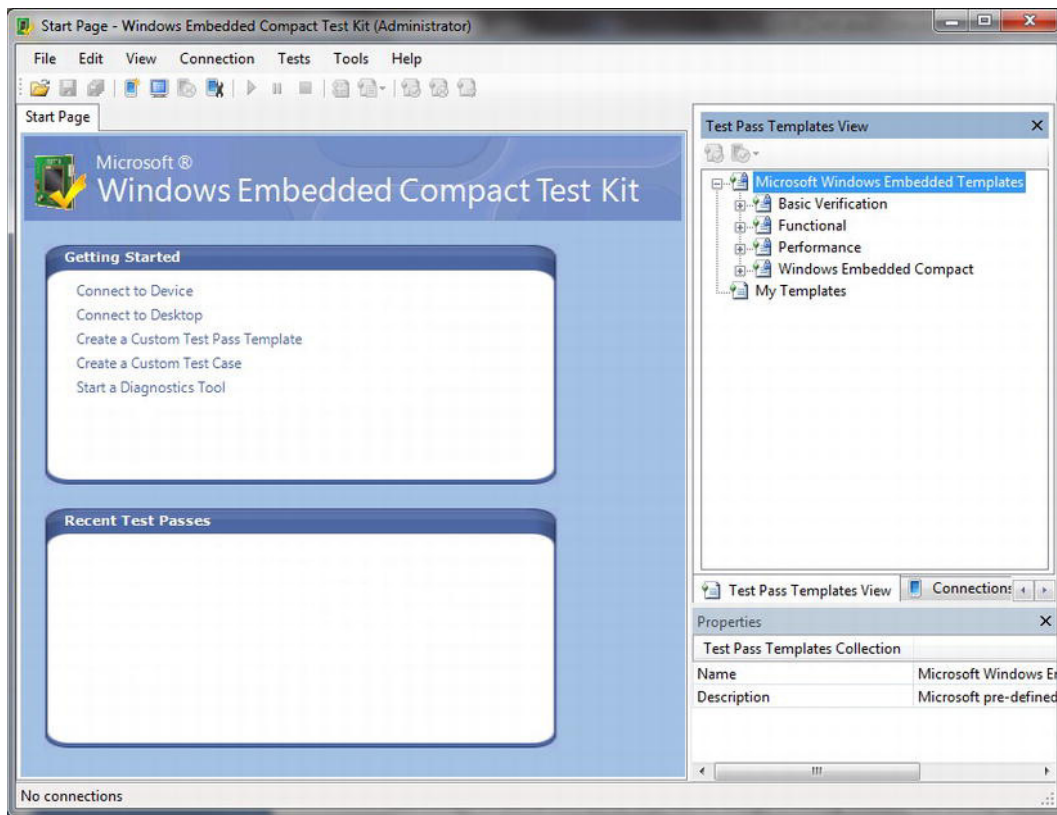 Start Page - Windows Embedded Compact Test Kit (Administrator)
File Edit View Connection Tests Tools Help
Start Page
Microsoft ®
Windows Embedded Compact Test Kit
Getting Started
Connect to Device
Connect to Desktop
Create a Custom Test Pass Template
Create a Custom Test Case
Start a Diagnostics Tool
Recent Test Passes
Test Pass Templates View
Microsoft Windows Embedded Templates
Basic Verification
Functional
Performance
Windows Embedded Compact
My Templates
Test Pass Templates View Connections
Properties
Test Pass Templates Collection
Name Microsoft Windows E
Description Microsoft pre-defined
No connections